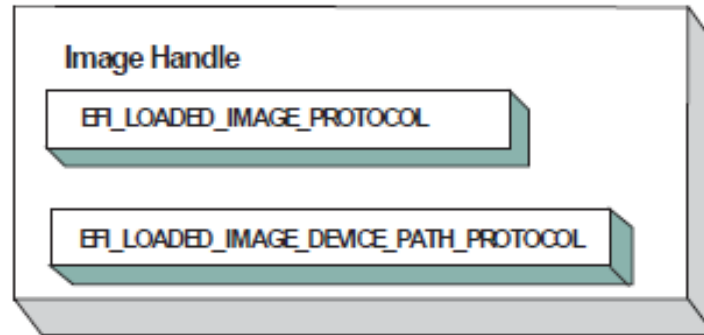 Image Handle
EFI_LOADED_IMAGE_PROTOCOL
EFI_LOADED_IMAGE_DEVICE_PATH_PROTOCOL